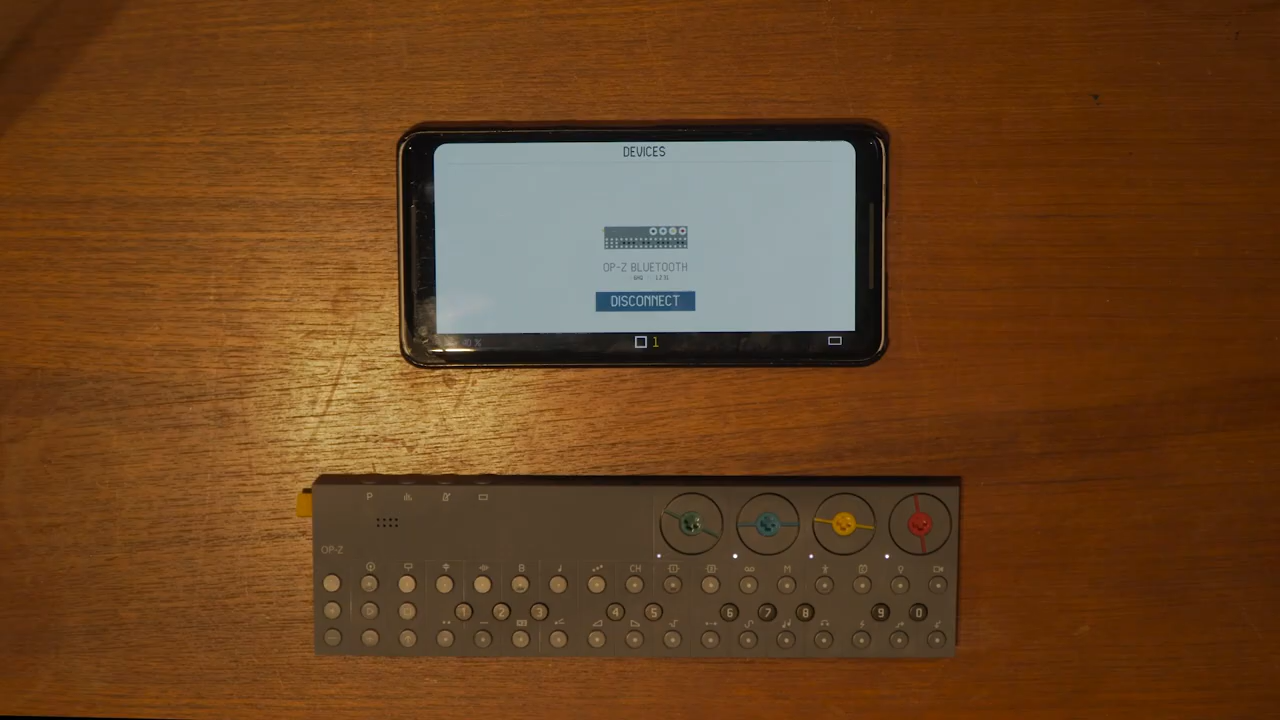 DEVICES
OP-Z BLUETOOTH
DISCONNECT
1
P
OP-Z
B
CH
M
1 2 3 4 5 6 7 8 9 0